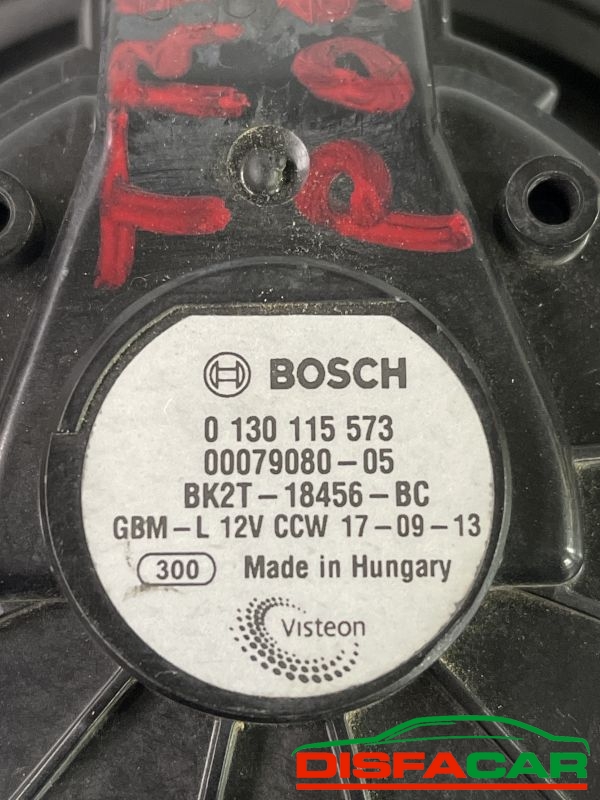 BOSCH
0 130 115 573
00079080-05
BK2T-18456-BC
GBM-L 12V CCW 17-09-13
300 Made in Hungary
Visteon
DISFACAR